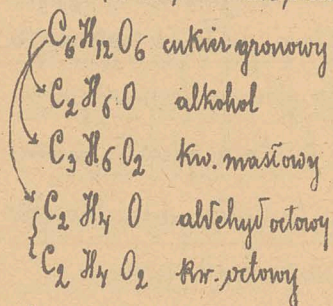 C₆H₁₂O₆ cukier gronowy
C₂H₆O alkohol
C₃H₆O₂ kw. masłowy
C₂H₄O aldehyd octowy
C₂H₄O₂ kw. octowy